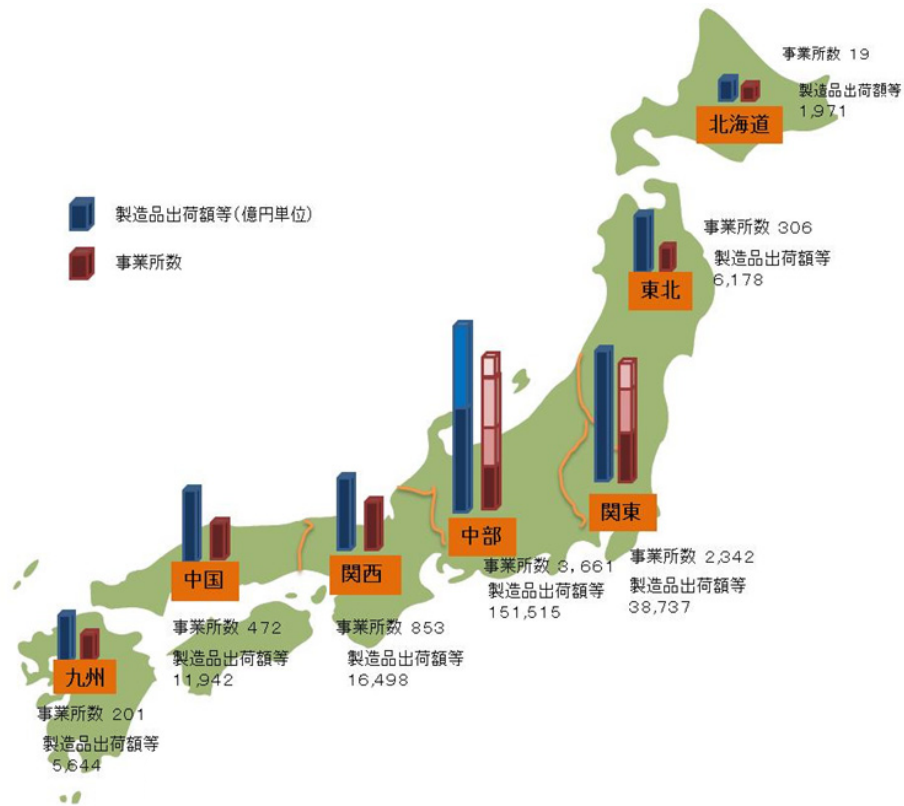 事業所数 19
製造品出荷額等
1,971
北海道
製造品出荷額等(億円単位)
事業所数
事業所数 306
製造品出荷額等
6,178
東北
関東
事業所数 2,342
製造品出荷額等
38,737
中部
事業所数 3,661
製造品出荷額等
151,515
関西
事業所数 853
製造品出荷額等
16,498
中国
事業所数 472
製造品出荷額等
11,942
九州
事業所数 201
製造品出荷額等
5,644